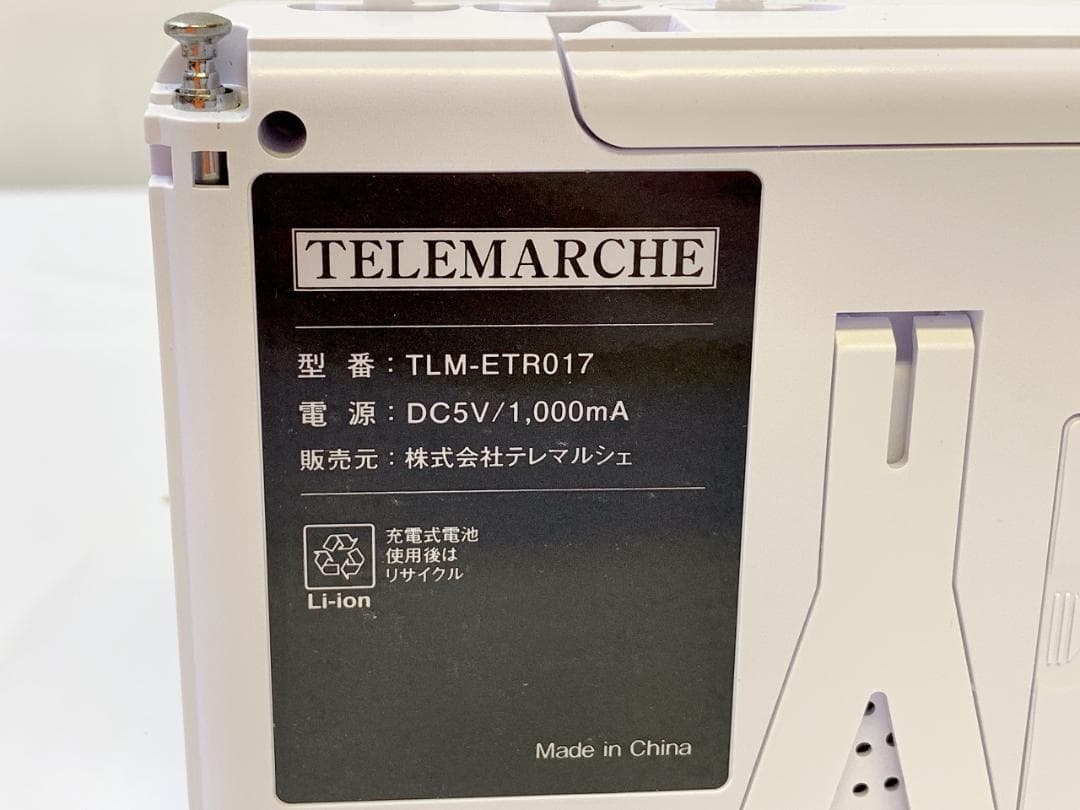 TELEMARCHE
型番：TLM-ETR017
電源：DC5V/1,000mA
販売元：株式会社テレマルシェ
充電式電池
使用後は
リサイクル
Li-ion
Made in China